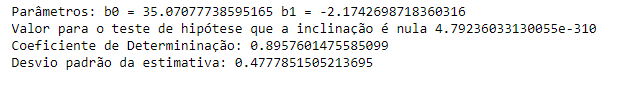 Parâmetros: b0 = 35.07077738595165 b1 = -2.1742698718360316
Valor para o teste de hipótese que a inclinação é nula 4.79236033130055e-310
Coeficiente de Determininação: 0.8957601475585099
Desvio padrão da estimativa: 0.4777851505213695